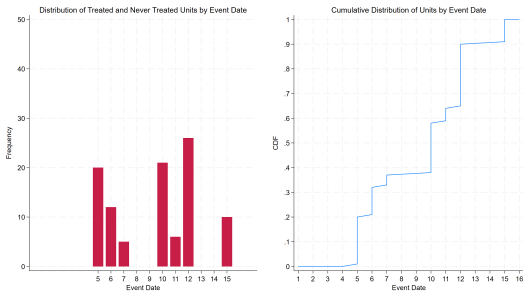 Distribution of Treated and Never Treated Units by Event Date
50
40
30
20
10
0
Frequency
5 6 7 8 9 10 11 12 13 14 15
Event Date
Cumulative Distribution of Units by Event Date
1
.9
.8
.7
.6
.5
.4
.3
.2
.1
0
CDF
1 2 3 4 5 6 7 8 9 10 11 12 13 14 15 16
Event Date